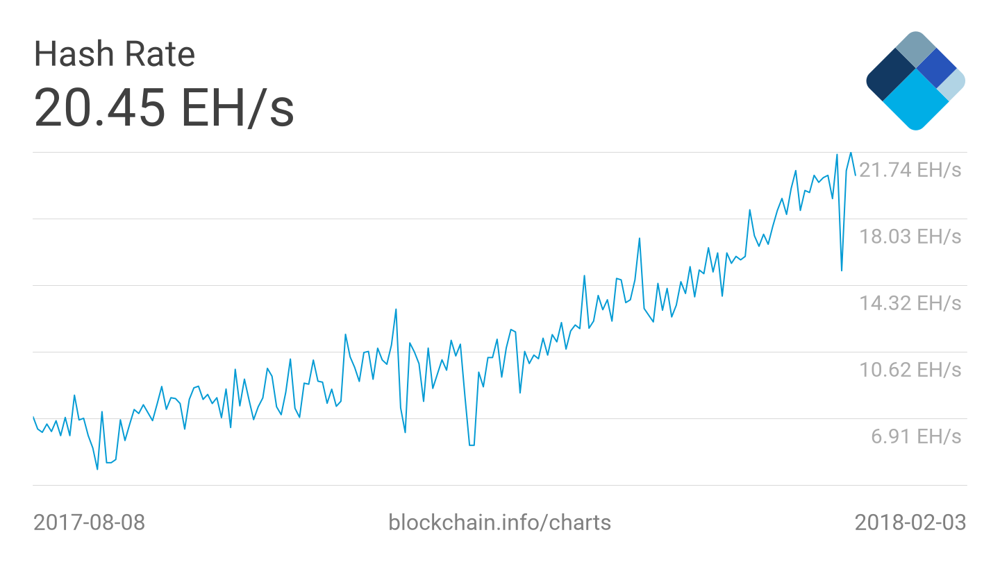 Hash Rate
20.45 EH/s
21.74 EH/s
18.03 EH/s
14.32 EH/s
10.62 EH/s
6.91 EH/s
2017-08-08
blockchain.info/charts
2018-02-03